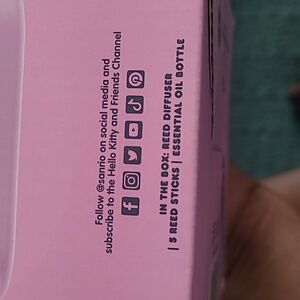 Follow @sanrio on social media and
subscribe to the Hello Kitty and Friends Channel
IN THE BOX: REED DIFFUSER
| 5 REED STICKS | ESSENTIAL OIL BOTTLE